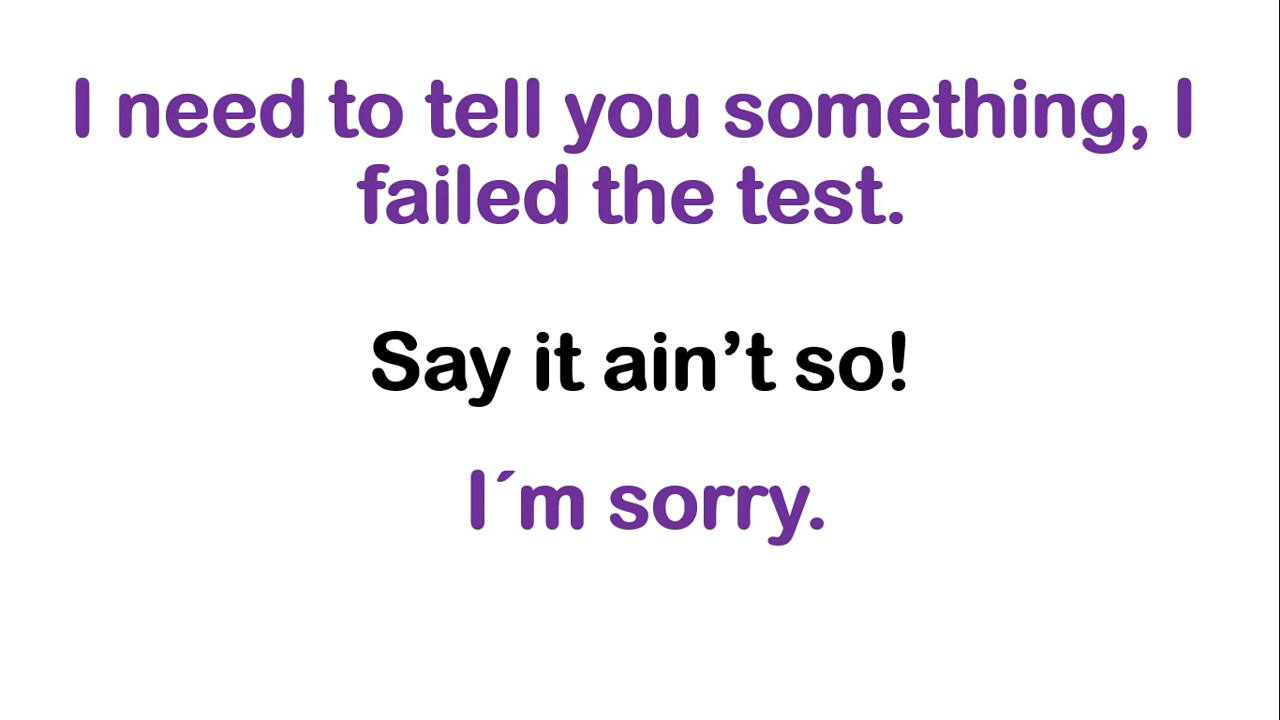 I need to tell you something, I
failed the test.
Say it ain’t so!
I´m sorry.